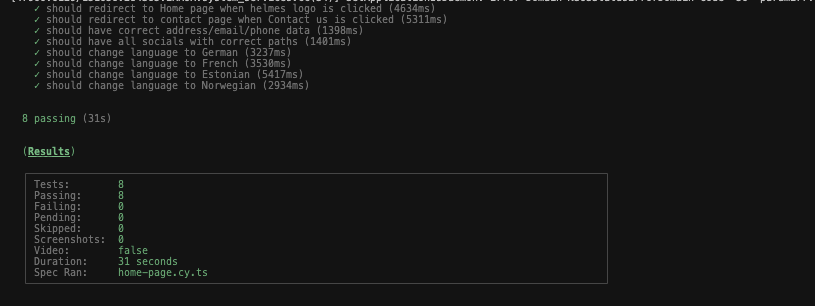 ✓ should redirect to Home page when helmes logo is clicked (4634ms)
✓ should redirect to contact page when Contact us is clicked (5311ms)
✓ should have correct address/email/phone data (1398ms)
✓ should have all socials with correct paths (1401ms)
✓ should change language to German (3237ms)
✓ should change language to French (3530ms)
✓ should change language to Estonian (5417ms)
✓ should change language to Norwegian (2934ms)
8 passing (31s)
(Results)
Tests: 8
Passing: 8
Failing: 0
Pending: 0
Skipped: 0
Screenshots: 0
Video: false
Duration: 31 seconds
Spec Ran: home-page.cy.ts